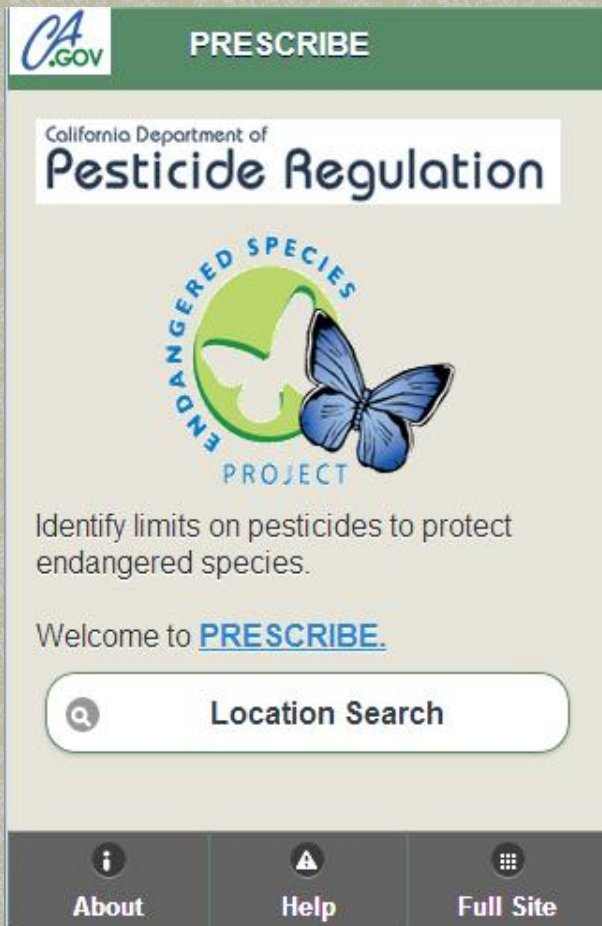 CA
.GOV
PRESCRIBE
California Department of
Pesticide Regulation
ENDANGERED SPECIES
PROJECT
Identify limits on pesticides to protect
endangered species.
Welcome to PRESCRIBE.
Location Search
About
Help
Full Site